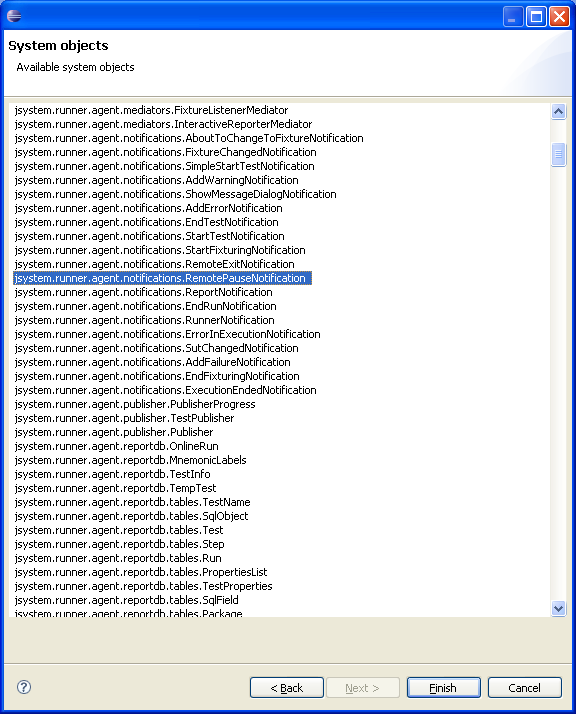 System objects
Available system objects
jsystem.runner.agent.mediators.FixtureListenerMediator
jsystem.runner.agent.mediators.InteractiveReporterMediator
jsystem.runner.agent.notifications.AboutToChangeToFixtureNotification
jsystem.runner.agent.notifications.FixtureChangedNotification
jsystem.runner.agent.notifications.SimpleStartTestNotification
jsystem.runner.agent.notifications.AddWarningNotification
jsystem.runner.agent.notifications.ShowMessageDialogNotification
jsystem.runner.agent.notifications.AddErrorNotification
jsystem.runner.agent.notifications.EndTestNotification
jsystem.runner.agent.notifications.StartTestNotification
jsystem.runner.agent.notifications.StartFixturingNotification
jsystem.runner.agent.notifications.RemoteExitNotification
jsystem.runner.agent.notifications.RemotePauseNotification
jsystem.runner.agent.notifications.ReportNotification
jsystem.runner.agent.notifications.EndRunNotification
jsystem.runner.agent.notifications.RunnerNotification
jsystem.runner.agent.notifications.ErrorInExecutionNotification
jsystem.runner.agent.notifications.SutChangedNotification
jsystem.runner.agent.notifications.AddFailureNotification
jsystem.runner.agent.notifications.EndFixturingNotification
jsystem.runner.agent.notifications.ExecutionEndedNotification
jsystem.runner.agent.publisher.PublisherProgress
jsystem.runner.agent.publisher.TestPublisher
jsystem.runner.agent.publisher.Publisher
jsystem.runner.agent.reportdb.OnlineRun
jsystem.runner.agent.reportdb.MnemonicLabels
jsystem.runner.agent.reportdb.TestInfo
jsystem.runner.agent.reportdb.TempTest
jsystem.runner.agent.reportdb.tables.TestName
jsystem.runner.agent.reportdb.tables.SqlObject
jsystem.runner.agent.reportdb.tables.Test
jsystem.runner.agent.reportdb.tables.Step
jsystem.runner.agent.reportdb.tables.Run
jsystem.runner.agent.reportdb.tables.PropertiesList
jsystem.runner.agent.reportdb.tables.TestProperties
jsystem.runner.agent.reportdb.tables.SqlField
jsystem.runner.agent.reportdb.tables.Package
? < Back Next > Finish Cancel